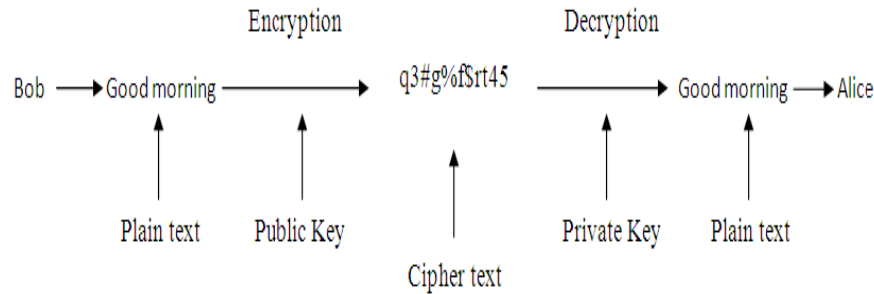 Encryption Decryption
q3#g%f$rt45
Bob Good morning Good morning Alice
Plain text Public Key Private Key Plain text
Cipher text